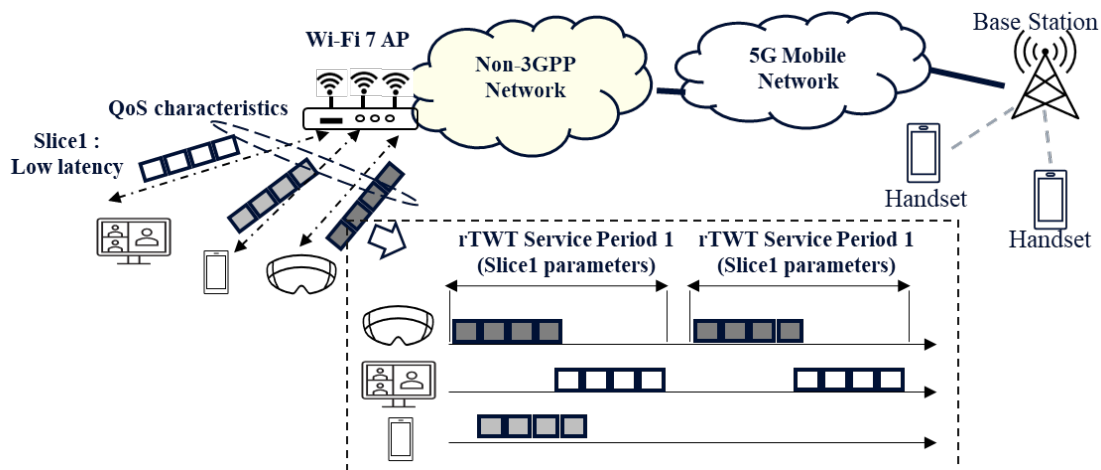 Base Station
Wi-Fi 7 AP
Non-3GPP
Network
5G Mobile
Network
QoS characteristics
Slice1 :
Low latency
Handset
Handset
rTWT Service Period 1
(Slice1 parameters)
rTWT Service Period 1
(Slice1 parameters)